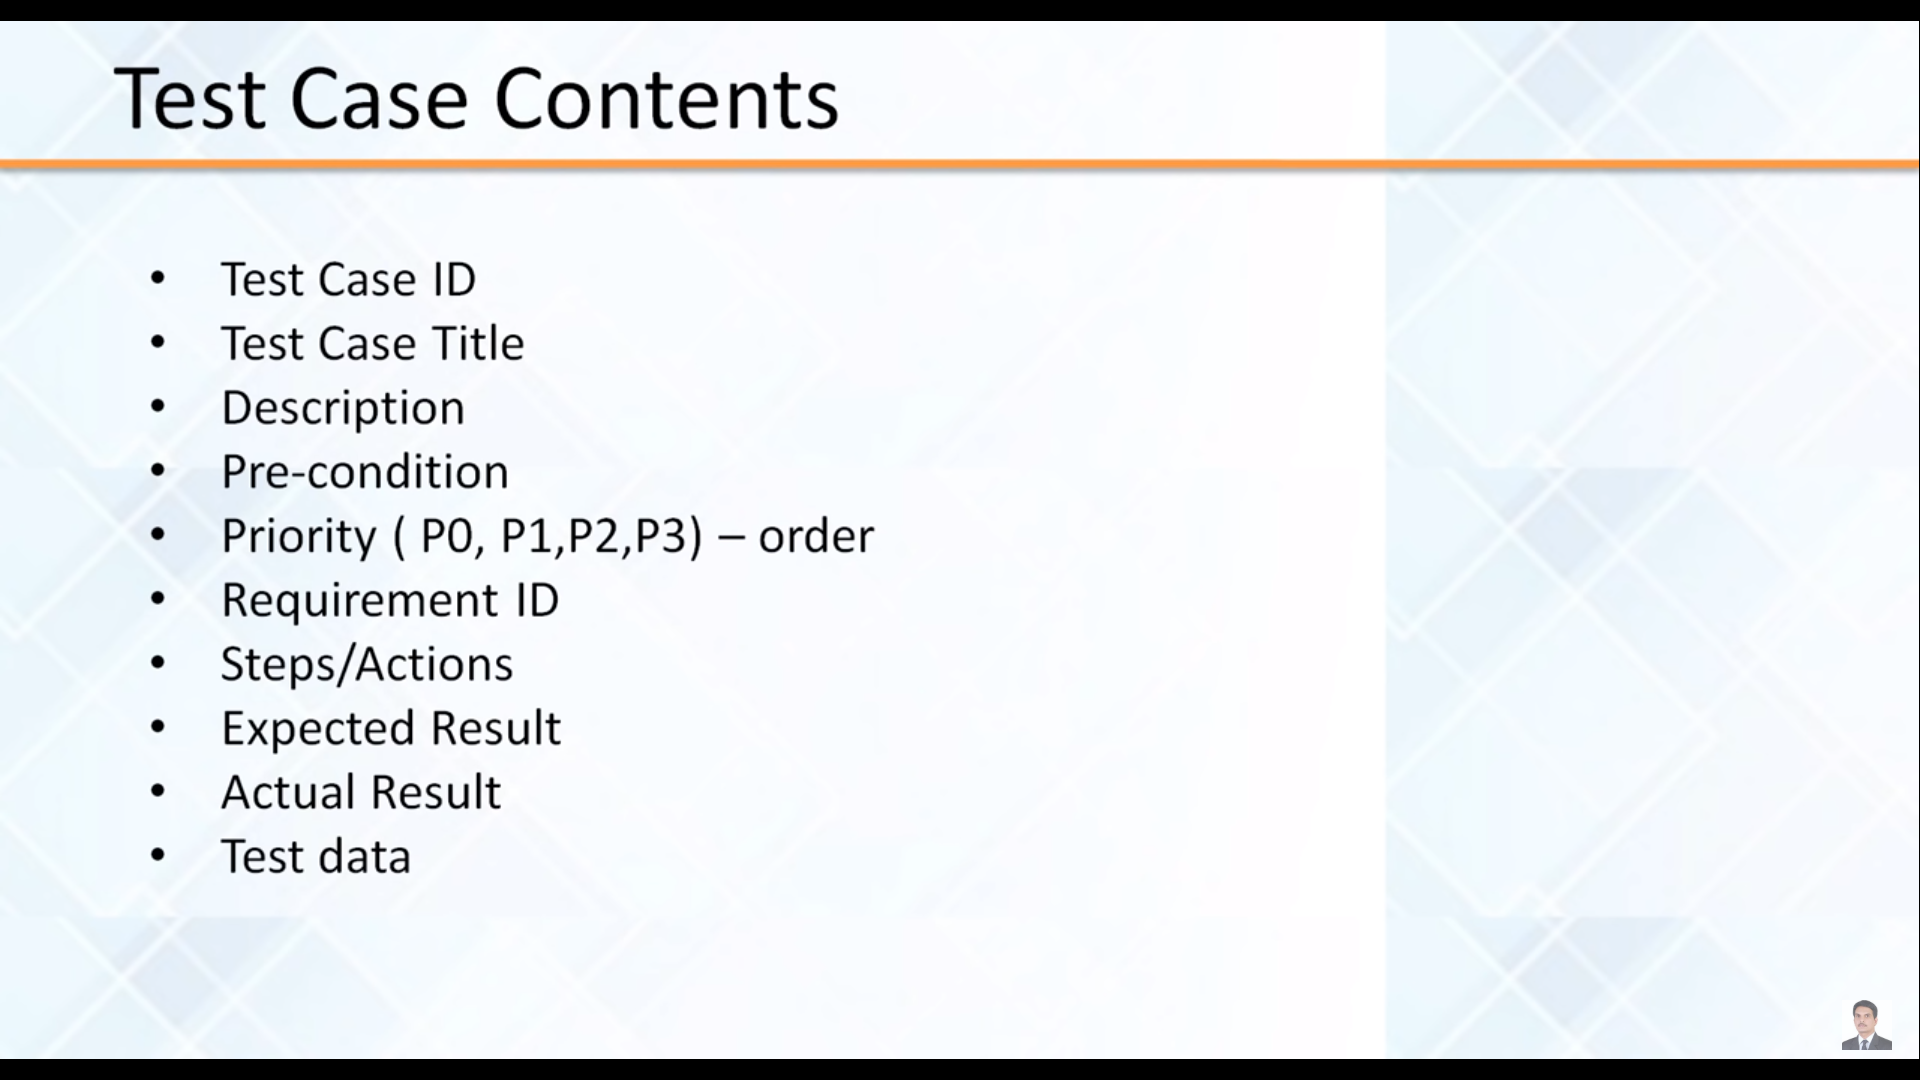 Test Case Contents
• Test Case ID
• Test Case Title
• Description
• Pre-condition
• Priority ( P0, P1,P2,P3) – order
• Requirement ID
• Steps/Actions
• Expected Result
• Actual Result
• Test data